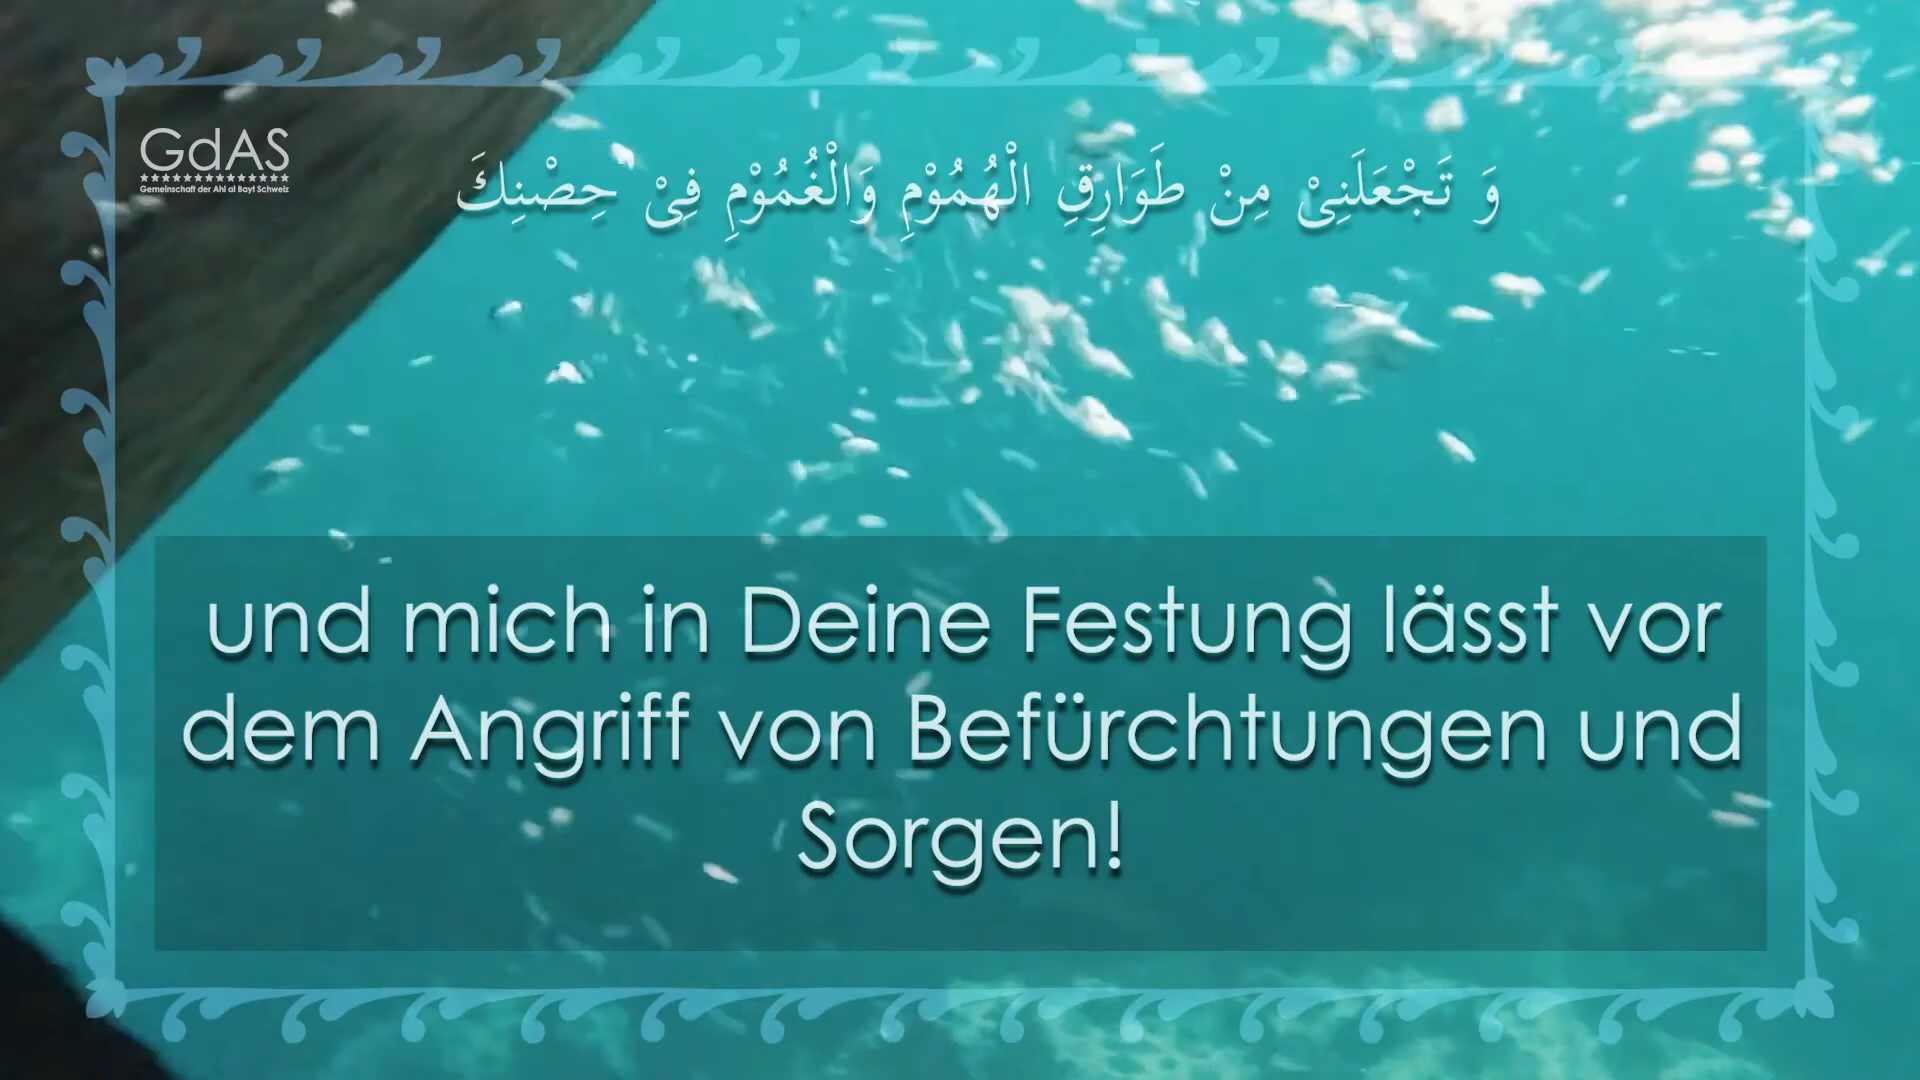 GdAS
Gemeinschaft der Ahl al Bayt Schweiz
وَ تَجْعَلَنِیْ مِنْ طَوَارِقِ الْهُمُوْمِ وَالْغُمُوْمِ فِیْ حِصْنِكَ
und mich in Deine Festung lässt vor
dem Angriff von Befürchtungen und
Sorgen!